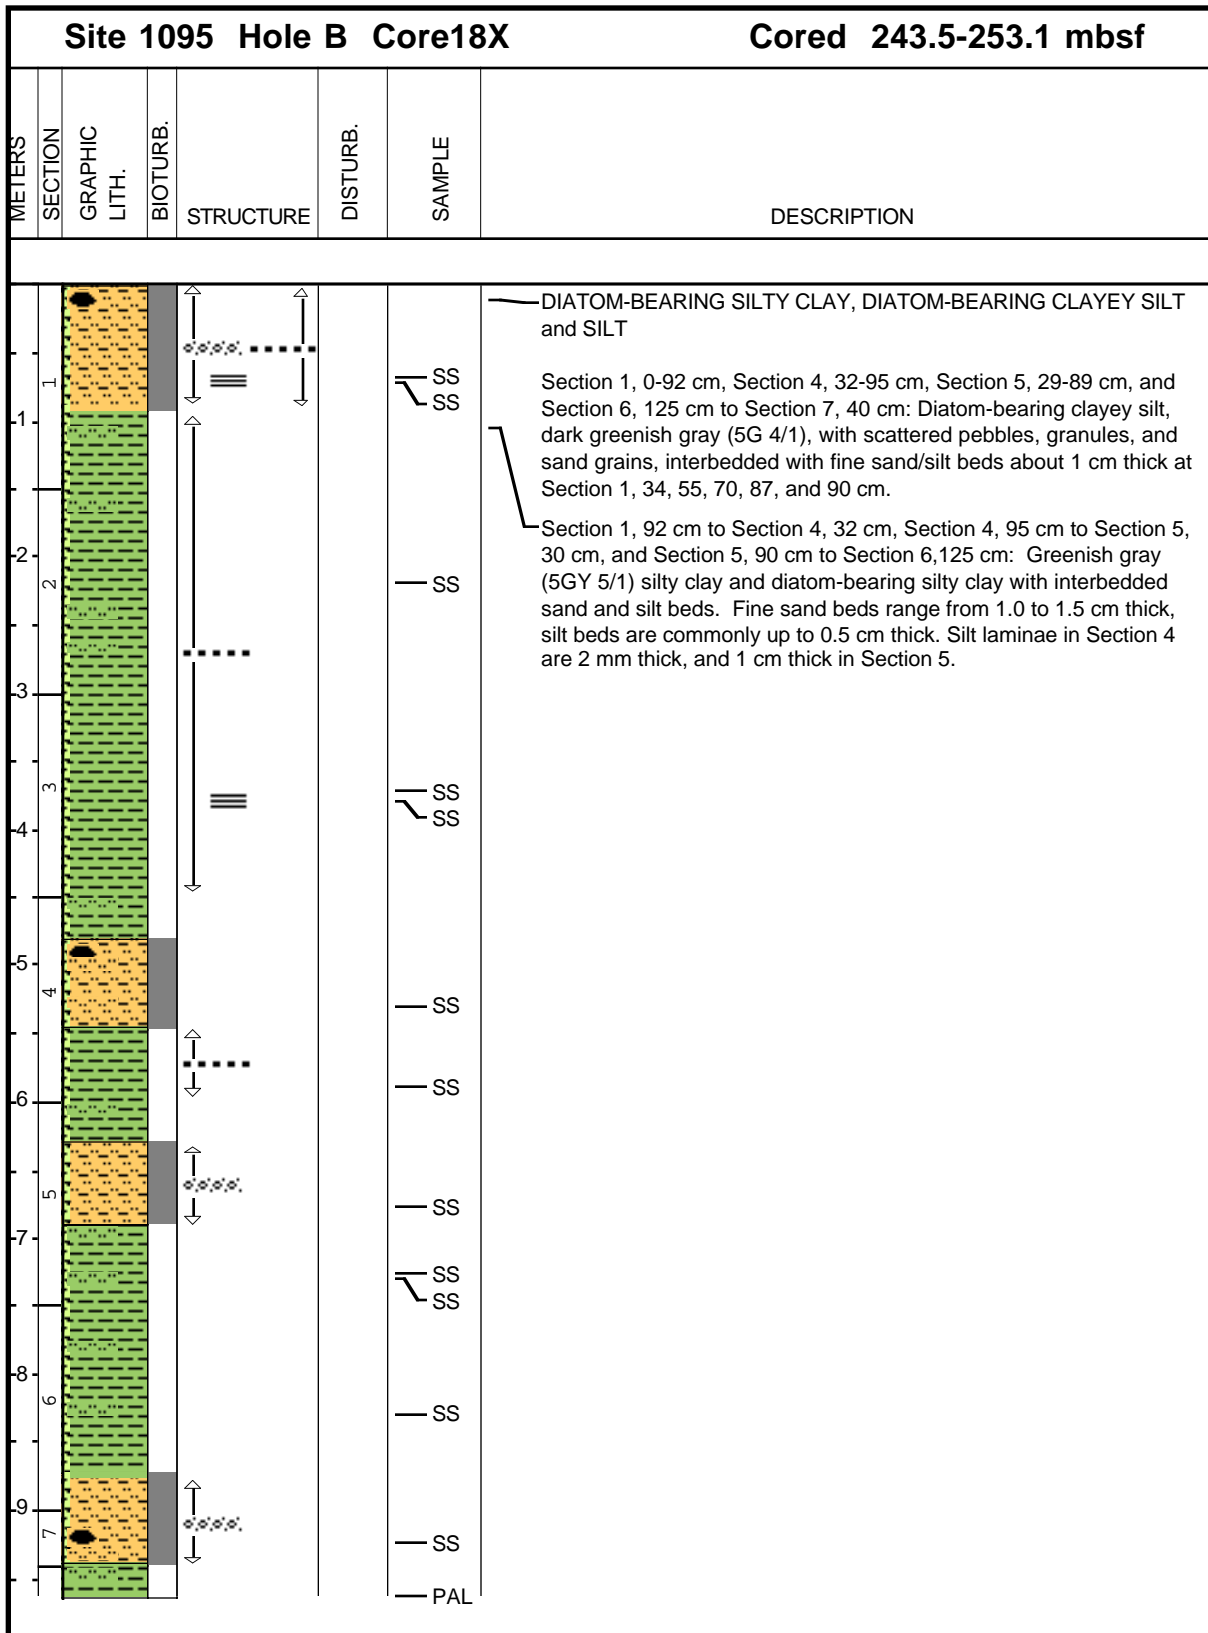 Site 1095 Hole B Core18X Cored 243.5-253.1 mbsf
METERS
SECTION
GRAPHIC
LITH.
BIOTURB.
STRUCTURE
DISTURB.
SAMPLE
DESCRIPTION
DIATOM-BEARING SILTY CLAY, DIATOM-BEARING CLAYEY SILT
and SILT
Section 1, 0-92 cm, Section 4, 32-95 cm, Section 5, 29-89 cm, and
Section 6, 125 cm to Section 7, 40 cm: Diatom-bearing clayey silt,
dark greenish gray (5G 4/1), with scattered pebbles, granules, and
sand grains, interbedded with fine sand/silt beds about 1 cm thick at
Section 1, 34, 55, 70, 87, and 90 cm.
Section 1, 92 cm to Section 4, 32 cm, Section 4, 95 cm to Section 5,
30 cm, and Section 5, 90 cm to Section 6,125 cm: Greenish gray
(5GY 5/1) silty clay and diatom-bearing silty clay with interbedded
sand and silt beds. Fine sand beds range from 1.0 to 1.5 cm thick,
silt beds are commonly up to 0.5 cm thick. Silt laminae in Section 4
are 2 mm thick, and 1 cm thick in Section 5.
1
SS
SS
1
2
2
SS
3
3
SS
SS
4
5
4
SS
SS
6
5
SS
7
SS
SS
8
6
SS
9
7
SS
PAL